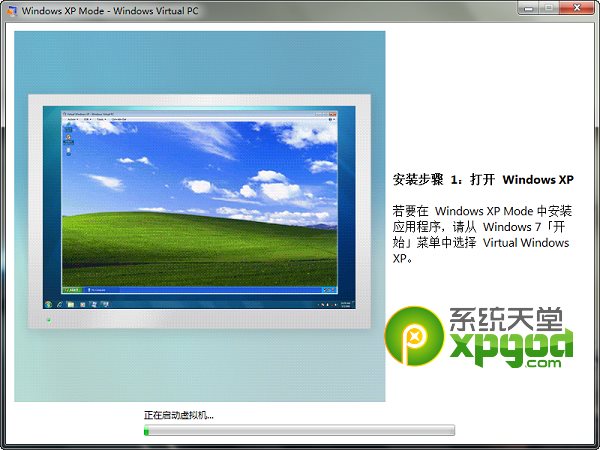 Windows XP Mode - Windows Virtual PC
安装步骤 1：打开 Windows XP
若要在 Windows XP Mode 中安装
应用程序，请从 Windows 7「开
始」菜单中选择 Virtual Windows
XP。
系统天堂
xpgod
.com
正在启动虚拟机...